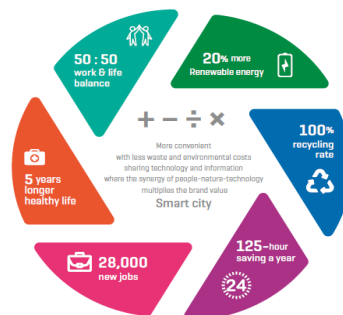 50 : 50
work & life
balance
20% more
Renewable energy
100%
recycling
rate
125-hour
saving a year
24
28,000
new jobs
5 years
longer
healthy life
+ − ÷ ×
More convenient
with less waste and environmental costs
sharing technology and information
where the synergy of people-nature-technology
multiplies the brand value
Smart city